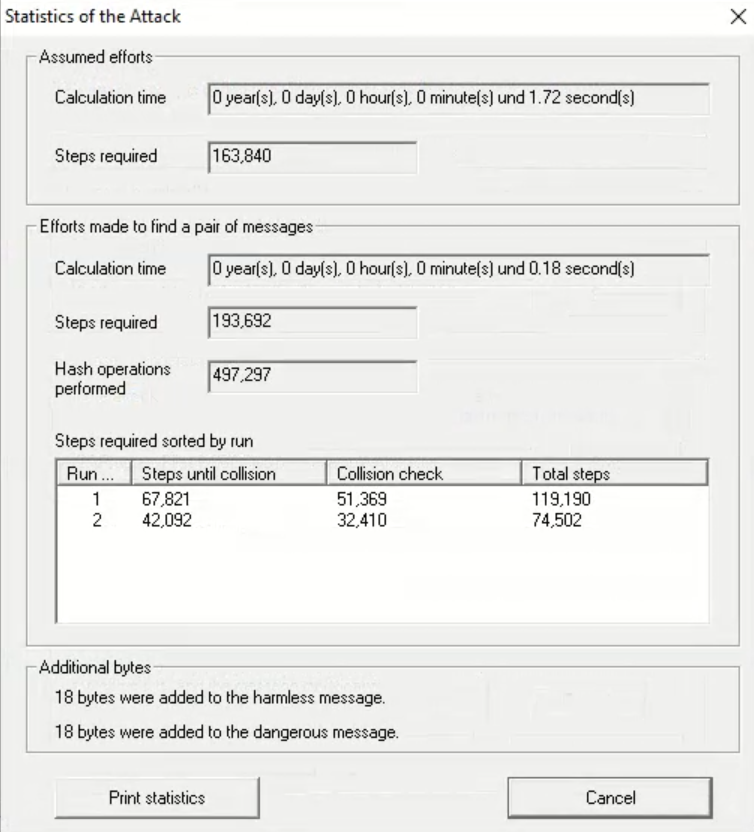 Statistics of the Attack
Assumed efforts
Calculation time 0 year(s), 0 day(s), 0 hour(s), 0 minute(s) und 1.72 second(s)
Steps required 163,840
Efforts made to find a pair of messages
Calculation time 0 year(s), 0 day(s), 0 hour(s), 0 minute(s) und 0.18 second(s)
Steps required 193,692
Hash operations
performed 497,297
Steps required sorted by run
Run ... Steps until collision Collision check Total steps
1 67,821 51,369 119,190
2 42,092 32,410 74,502
Additional bytes
18 bytes were added to the harmless message.
18 bytes were added to the dangerous message.
Print statistics Cancel